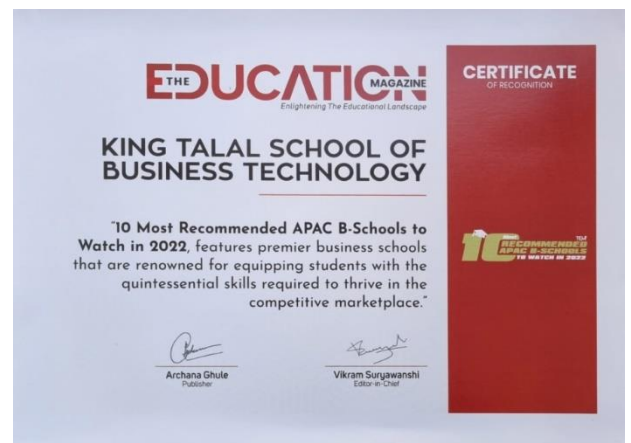 THE EDUCATION
MAGAZINE
Enlightening The Educational Landscape
KING TALAL SCHOOL OF
BUSINESS TECHNOLOGY
"10 Most Recommended APAC B-Schools to
Watch in 2022, features premier business schools
that are renowned for equipping students with the
quintessential skills required to thrive in the
competitive marketplace."
Archana Ghule
Publisher
Vikram Suryawanshi
Editor-in-Chief
CERTIFICATE
OF RECOGNITION
10
RECOMMENDED
APAC B-SCHOOLS
TO WATCH IN 2022